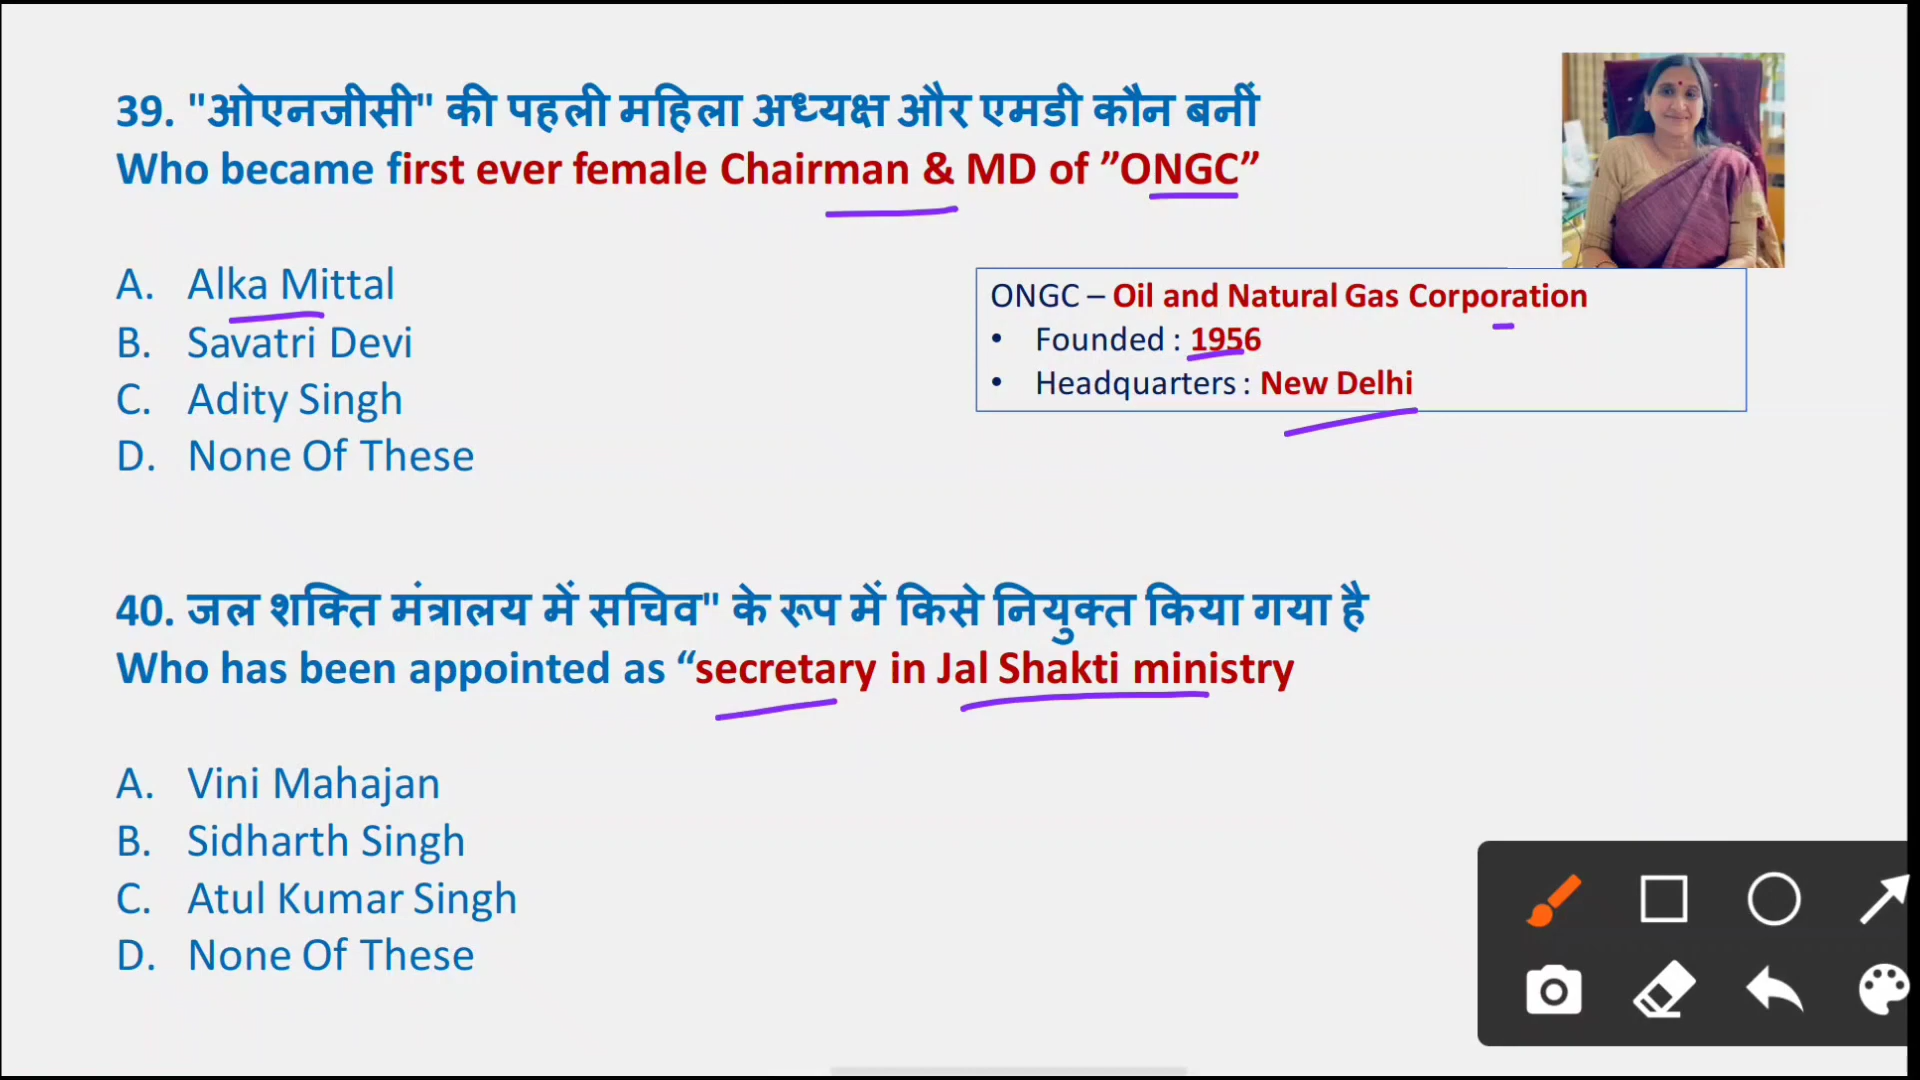 39. "ओएनजीसी" की पहली महिला अध्यक्ष और एमडी कौन बनीं
Who became first ever female Chairman & MD of ”ONGC”
A. Alka Mittal
B. Savatri Devi
C. Adity Singh
D. None Of These
ONGC – Oil and Natural Gas Corporation
• Founded : 1956
• Headquarters : New Delhi
40. जल शक्ति मंत्रालय में सचिव" के रूप में किसे नियुक्त किया गया है
Who has been appointed as “secretary in Jal Shakti ministry
A. Vini Mahajan
B. Sidharth Singh
C. Atul Kumar Singh
D. None Of These